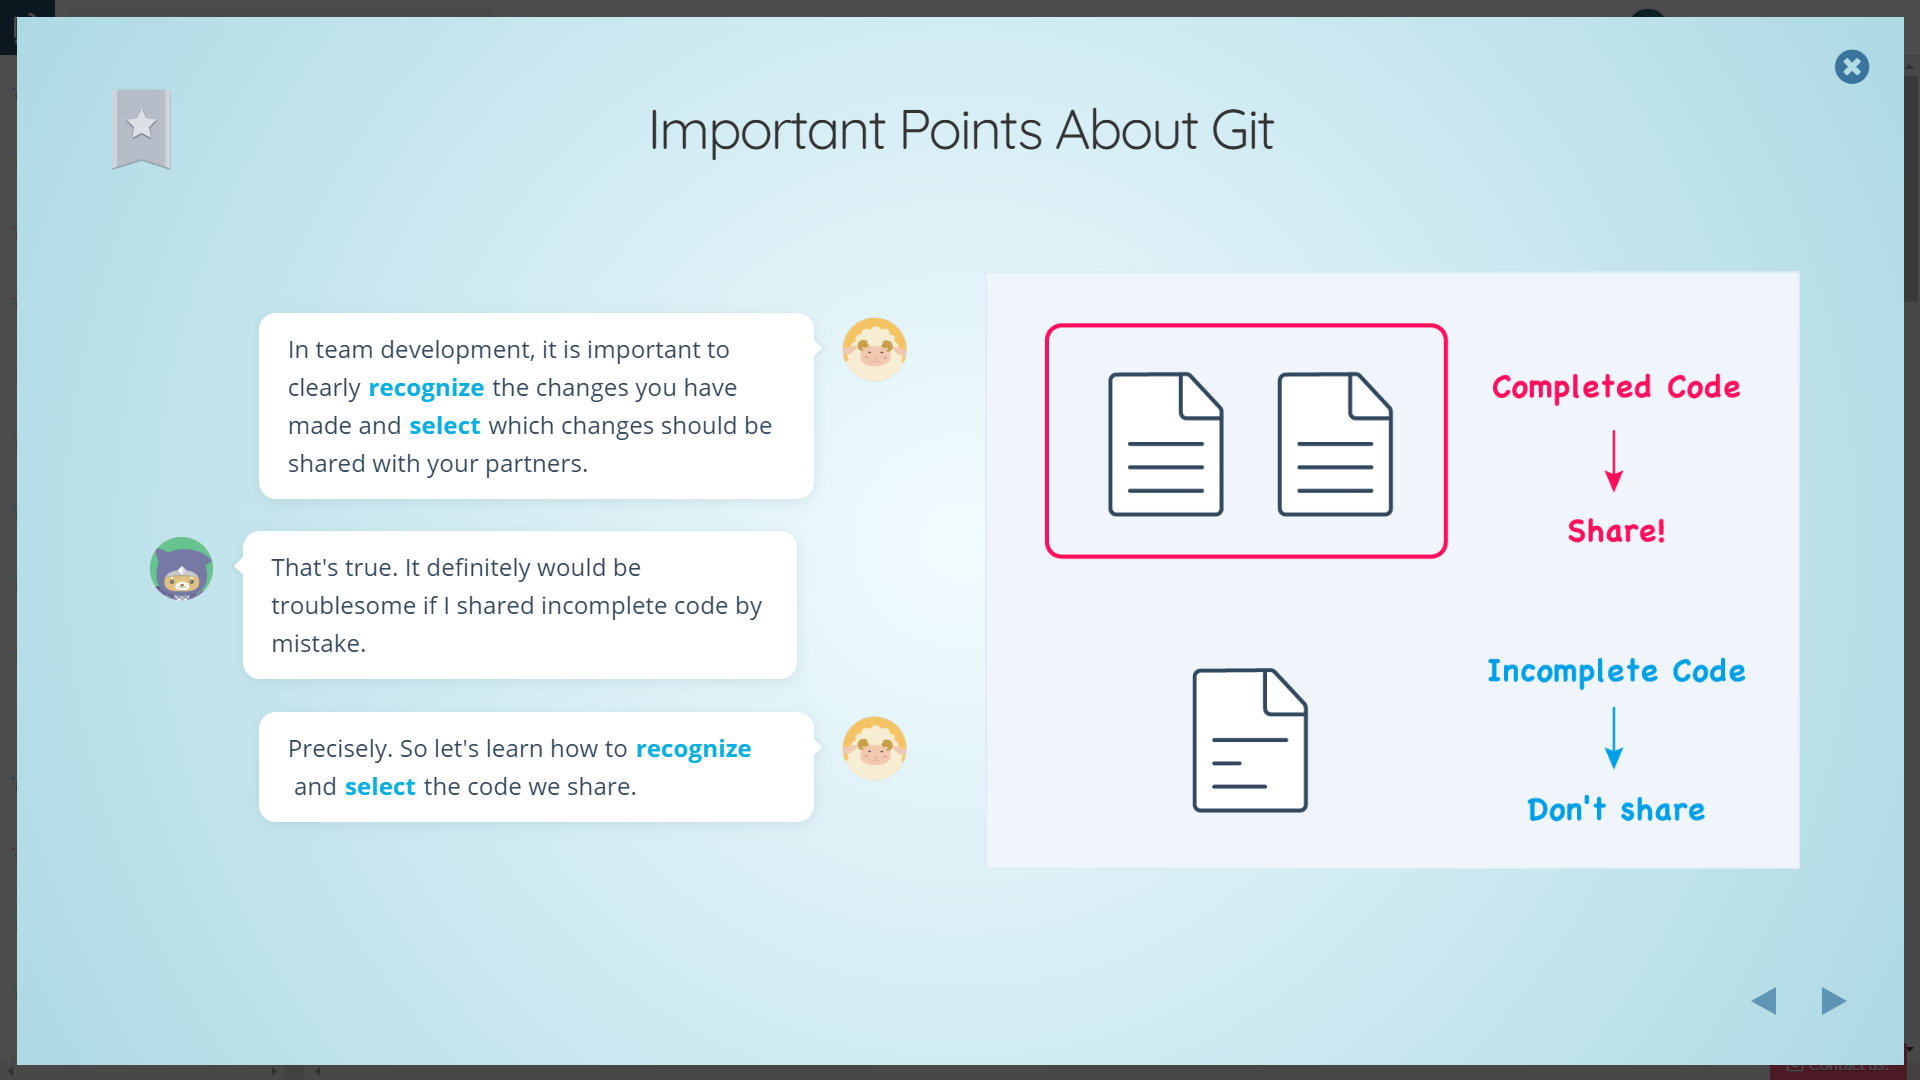 Important Points About Git
In team development, it is important to
clearly recognize the changes you have
made and select which changes should be
shared with your partners.
That's true. It definitely would be
troublesome if I shared incomplete code by
mistake.
Precisely. So let's learn how to recognize
and select the code we share.
Completed Code
Share!
Incomplete Code
Don't share
Contact us!